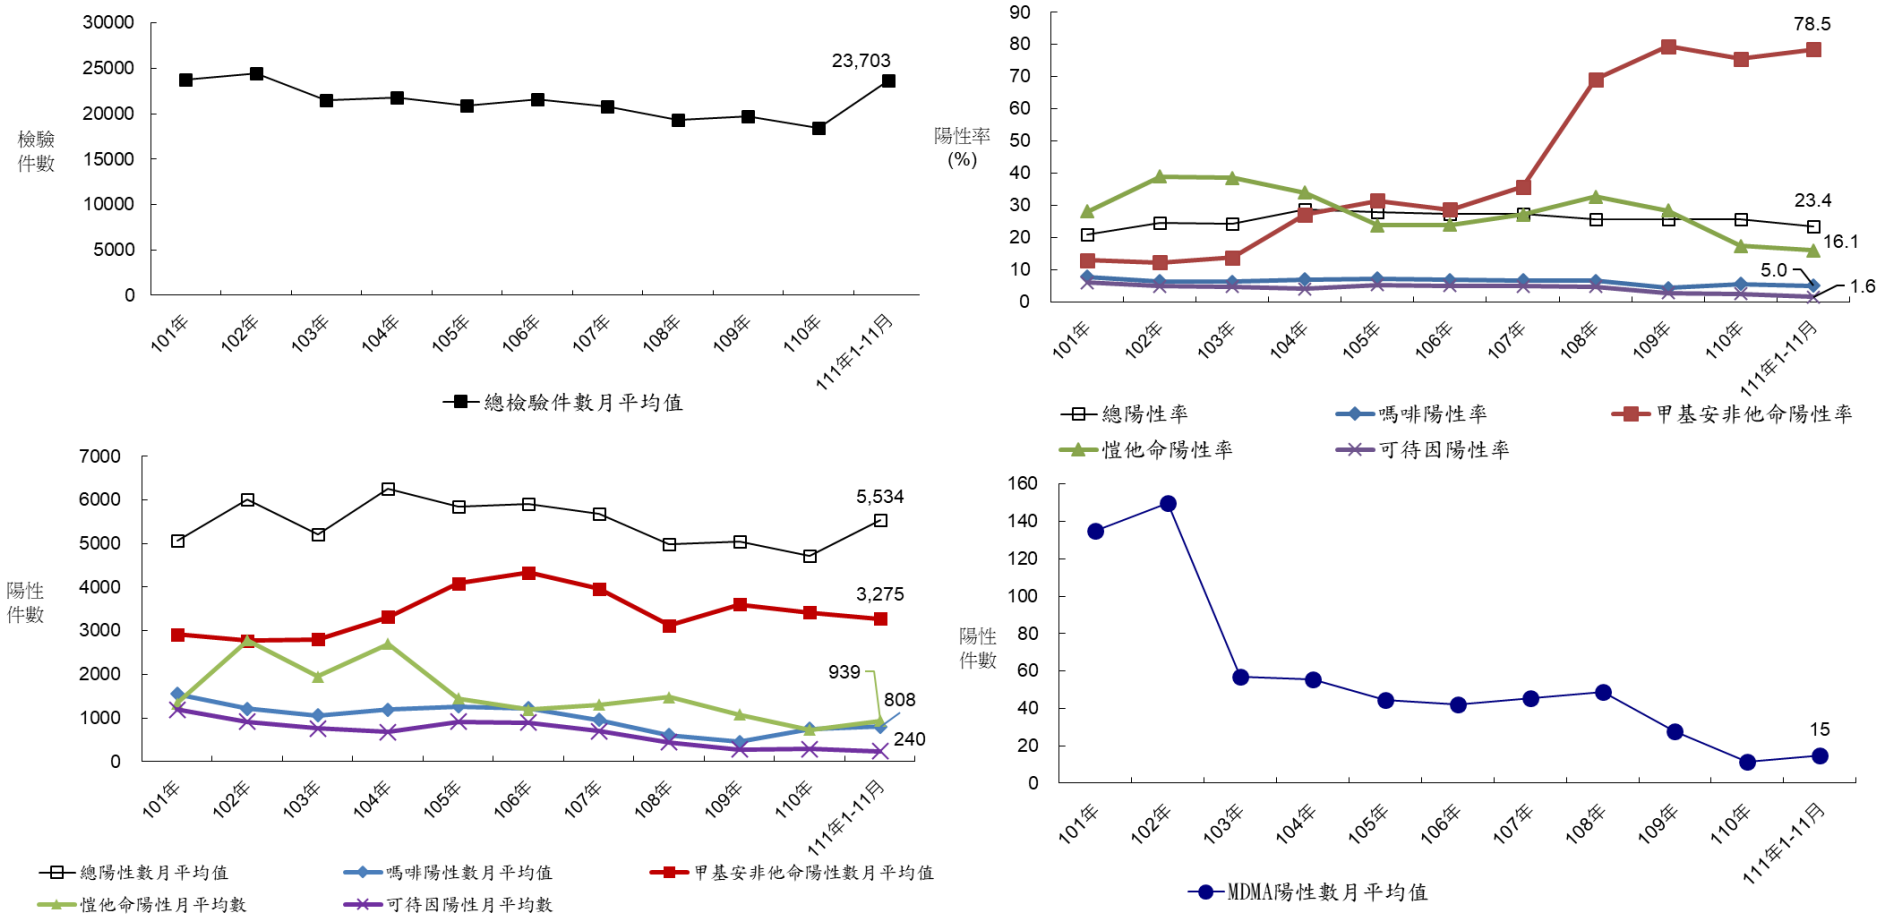 30000
25000
20000
15000
10000
5000
0
檢驗
件數
23,703
101年
102年
103年
104年
105年
106年
107年
108年
109年
110年
111年1-11月
總檢驗件數月平均值
90
80
70
60
50
40
30
20
10
0
陽性率
(%)
78.5
23.4
16.1
5.0
1.6
101年
102年
103年
104年
105年
106年
107年
108年
109年
110年
111年1-11月
總陽性率
嗎啡陽性率
甲基安非他命陽性率
愷他命陽性率
可待因陽性率
7000
6000
5000
4000
3000
2000
1000
0
陽性
件數
5,534
3,275
939
808
240
101年
102年
103年
104年
105年
106年
107年
108年
109年
110年
111年1-11月
總陽性數月平均值
嗎啡陽性數月平均值
甲基安非他命陽性數月平均值
愷他命陽性月平均數
可待因陽性月平均數
160
140
120
100
80
60
40
20
0
陽性
件數
15
101年
102年
103年
104年
105年
106年
107年
108年
109年
110年
111年1-11月
MDMA陽性數月平均值